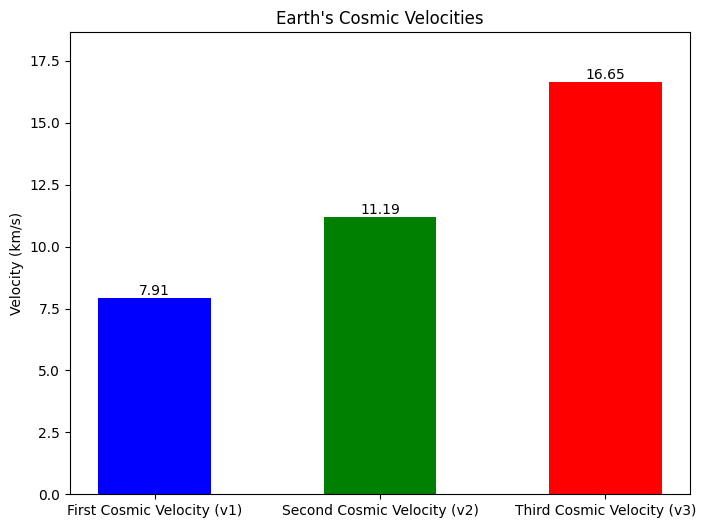 Earth's Cosmic Velocities
Velocity (km/s)
17.5
15.0
12.5
10.0
7.5
5.0
2.5
0.0
7.91
11.19
16.65
First Cosmic Velocity (v1)
Second Cosmic Velocity (v2)
Third Cosmic Velocity (v3)